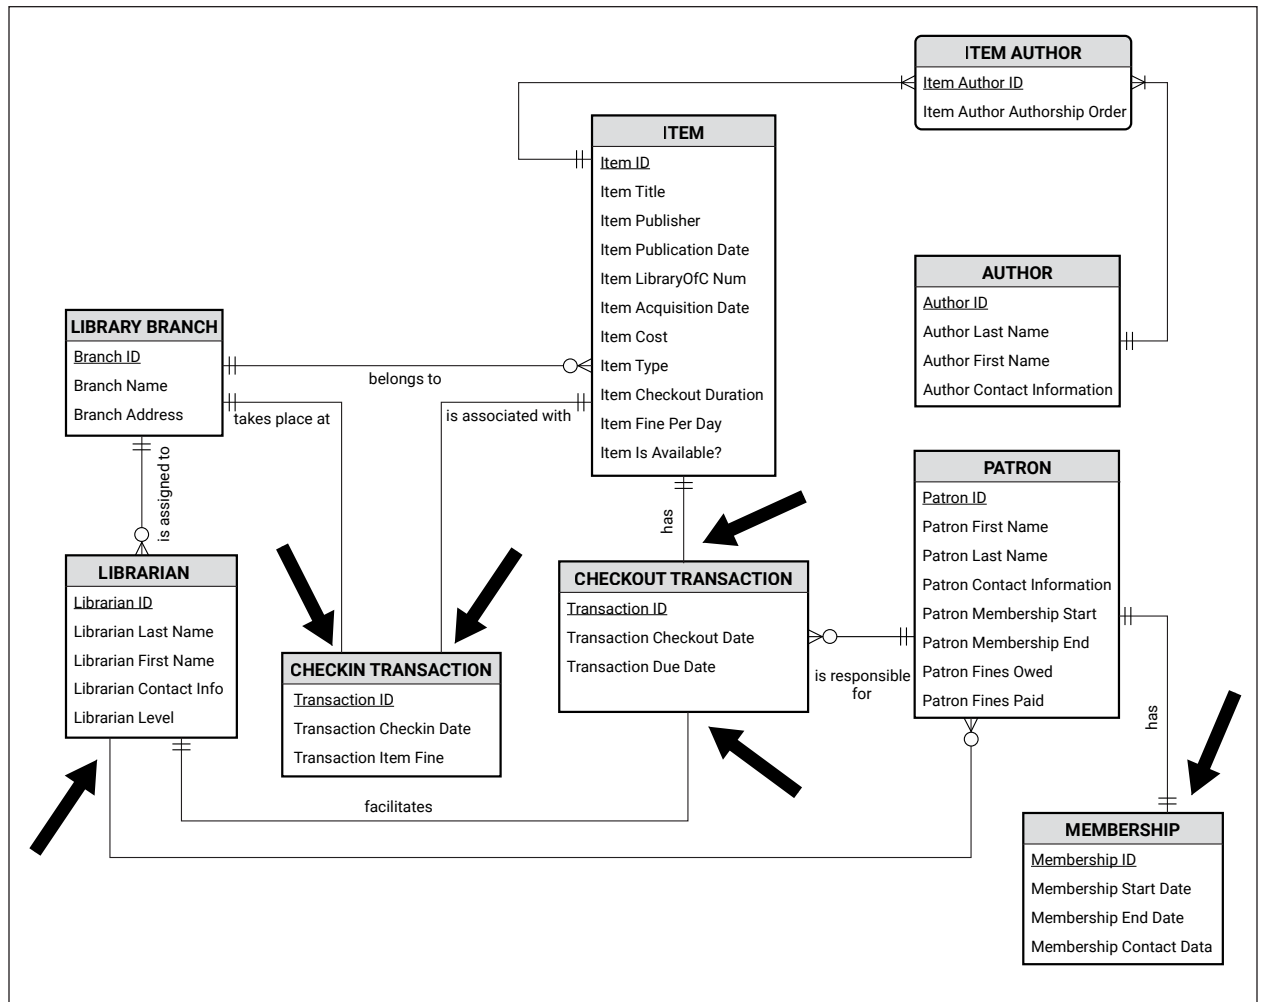 ITEM AUTHOR
Item Author ID
Item Author Authorship Order
ITEM
Item ID
Item Title
Item Publisher
Item Publication Date
Item LibraryOfC Num
Item Acquisition Date
Item Cost
Item Type
Item Checkout Duration
Item Fine Per Day
Item Is Available?
AUTHOR
Author ID
Author Last Name
Author First Name
Author Contact Information
LIBRARY BRANCH
Branch ID
Branch Name
Branch Address
belongs to
takes place at
is associated with
is assigned to
has
PATRON
Patron ID
Patron First Name
Patron Last Name
Patron Contact Information
Patron Membership Start
Patron Membership End
Patron Fines Owed
Patron Fines Paid
LIBRARIAN
Librarian ID
Librarian Last Name
Librarian First Name
Librarian Contact Info
Librarian Level
CHECKIN TRANSACTION
Transaction ID
Transaction Checkin Date
Transaction Item Fine
CHECKOUT TRANSACTION
Transaction ID
Transaction Checkout Date
Transaction Due Date
is responsible
for
has
facilitates
MEMBERSHIP
Membership ID
Membership Start Date
Membership End Date
Membership Contact Data